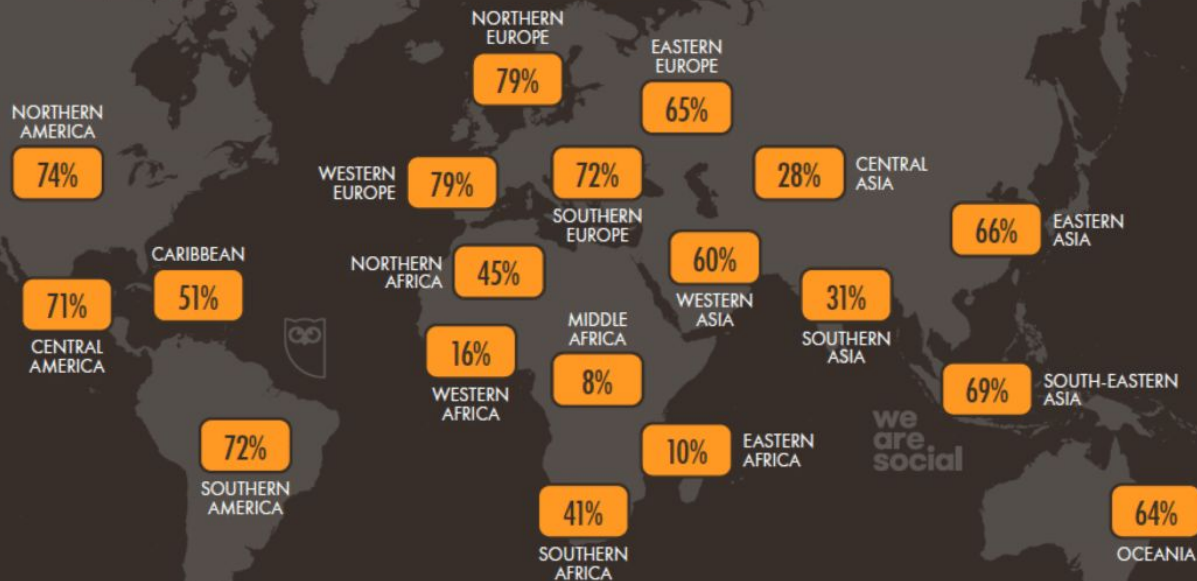 NORTHERN
EUROPE
79%
EASTERN
EUROPE
65%
NORTHERN
AMERICA
74%
WESTERN
EUROPE
79%
72%
SOUTHERN
EUROPE
28%
CENTRAL
ASIA
66%
EASTERN
ASIA
CARIBBEAN
51%
NORTHERN
AFRICA
45%
60%
WESTERN
ASIA
31%
SOUTHERN
ASIA
71%
CENTRAL
AMERICA
16%
WESTERN
AFRICA
MIDDLE
AFRICA
8%
69%
SOUTH-EASTERN
ASIA
we
are
social
72%
SOUTHERN
AMERICA
10%
EASTERN
AFRICA
41%
SOUTHERN
AFRICA
64%
OCEANIA